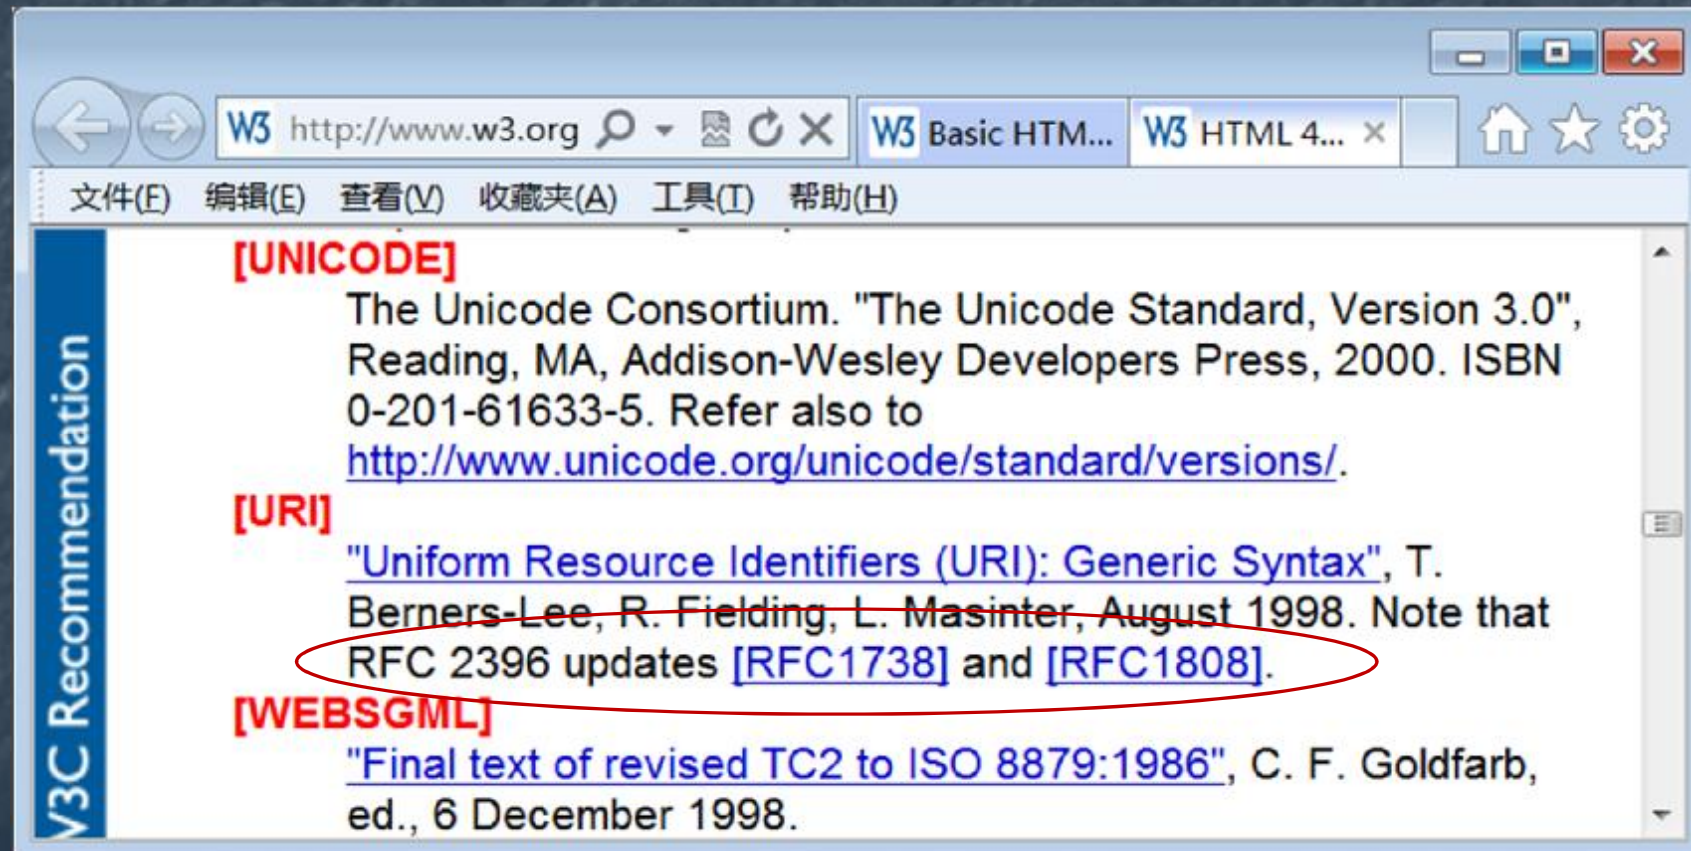 W3 http://www.w3.org W3 Basic HTM... W3 HTML 4...
文件(F) 编辑(E) 查看(V) 收藏夹(A) 工具(T) 帮助(H)
[UNICODE]
The Unicode Consortium. "The Unicode Standard, Version 3.0",
Reading, MA, Addison-Wesley Developers Press, 2000. ISBN
0-201-61633-5. Refer also to
http://www.unicode.org/unicode/standard/versions/.
[URI]
"Uniform Resource Identifiers (URI): Generic Syntax", T.
Berners-Lee, R. Fielding, L. Masinter, August 1998. Note that
RFC 2396 updates [RFC1738] and [RFC1808].
[WEBSGML]
"Final text of revised TC2 to ISO 8879:1986", C. F. Goldfarb,
ed., 6 December 1998.
W3C Recommendation